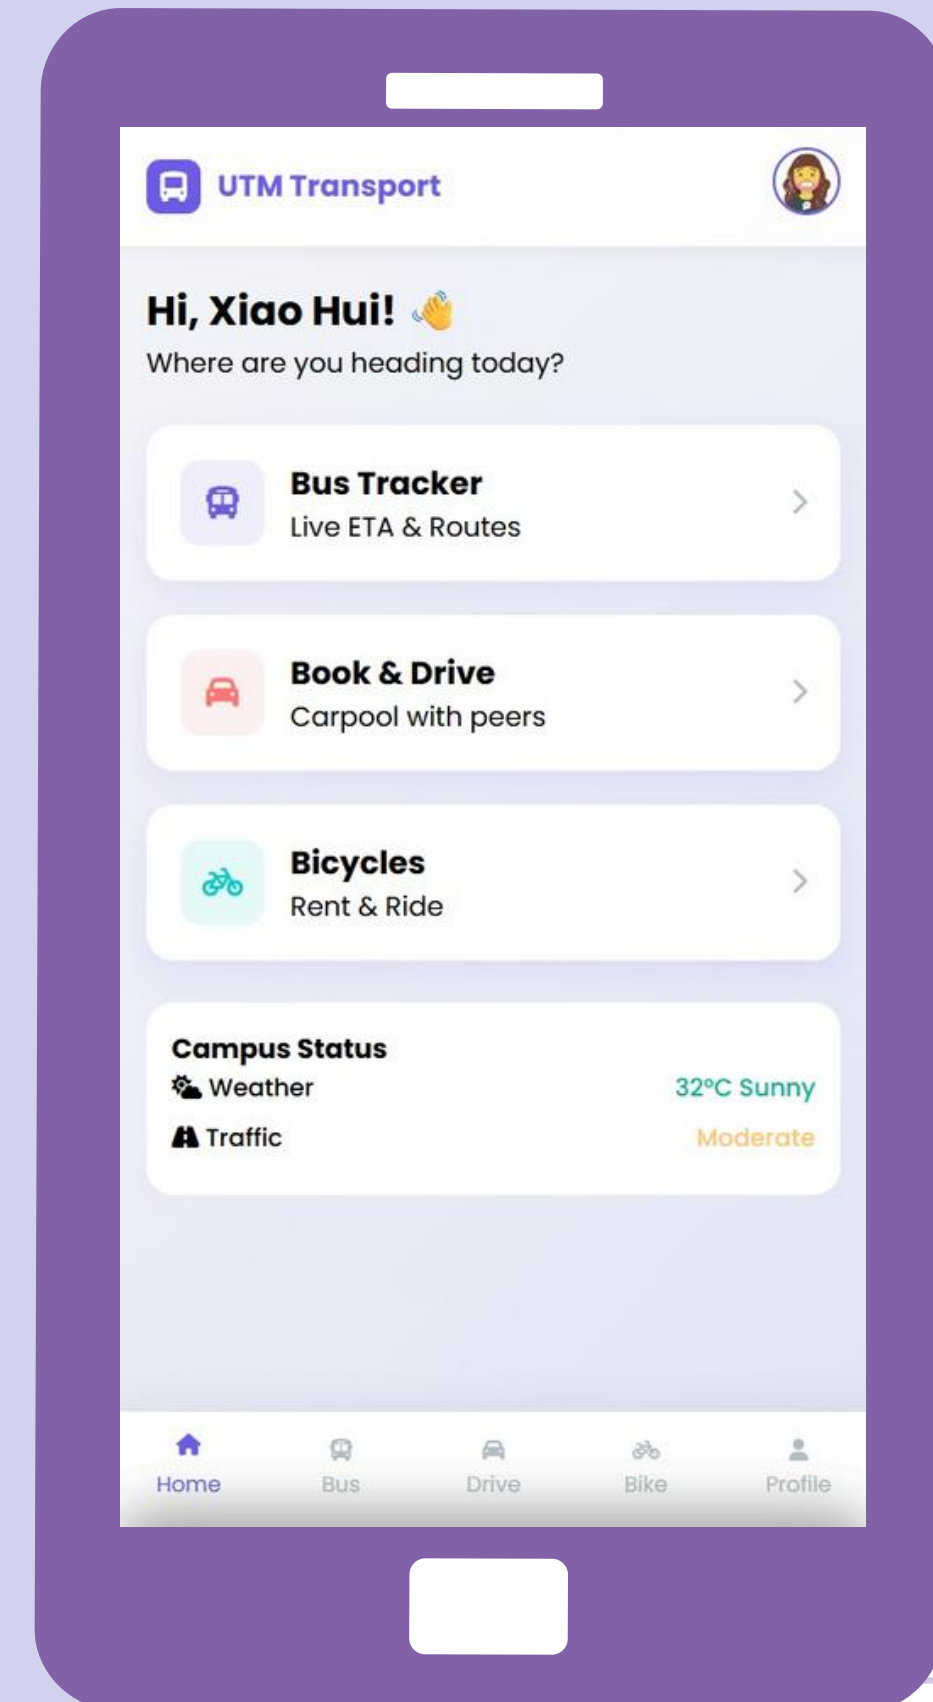 UTM Transport
Hi, Xiao Hui! 👋
Where are you heading today?
Bus Tracker
Live ETA & Routes
Book & Drive
Carpool with peers
Bicycles
Rent & Ride
Campus Status
Weather 32°C Sunny
Traffic Moderate
Home Bus Drive Bike Profile